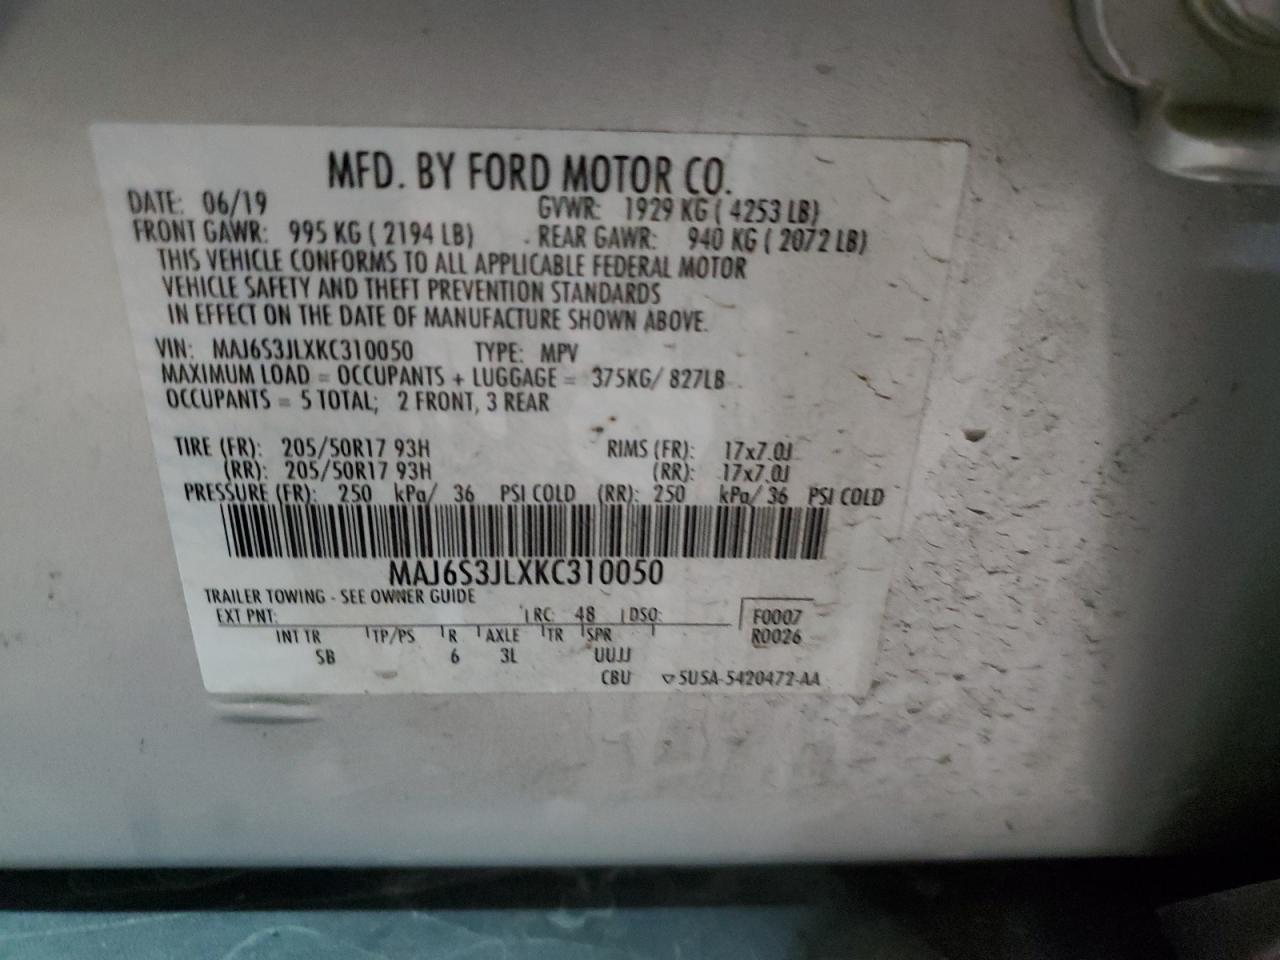 MFD. BY FORD MOTOR CO.
DATE: 06/19 GVWR: 1929 KG ( 4253 LB)
FRONT GAWR: 995 KG ( 2194 LB) REAR GAWR: 940 KG ( 2072 LB)
THIS VEHICLE CONFORMS TO ALL APPLICABLE FEDERAL MOTOR
VEHICLE SAFETY AND THEFT PREVENTION STANDARDS
IN EFFECT ON THE DATE OF MANUFACTURE SHOWN ABOVE.
VIN: MAJ6S3JLXKC310050 TYPE: MPV
MAXIMUM LOAD = OCCUPANTS + LUGGAGE = 375KG/ 827LB
OCCUPANTS = 5 TOTAL; 2 FRONT, 3 REAR
TIRE (FR): 205/50R17 93H RIMS (FR): 17x7.0J
(RR): 205/50R17 93H (RR): 17x7.0J
PRESSURE (FR): 250 kPa/ 36 PSI COLD (RR): 250 kPa/ 36 PSI COLD
MAJ6S3JLXKC310050
TRAILER TOWING - SEE OWNER GUIDE
EXT PNT: RC: 48 DSO: F0007
INT TR TP/PS R AXLE TR SPR R0026
SB 6 3L UUJJ
CBU ▽5U5A-5420472-AA